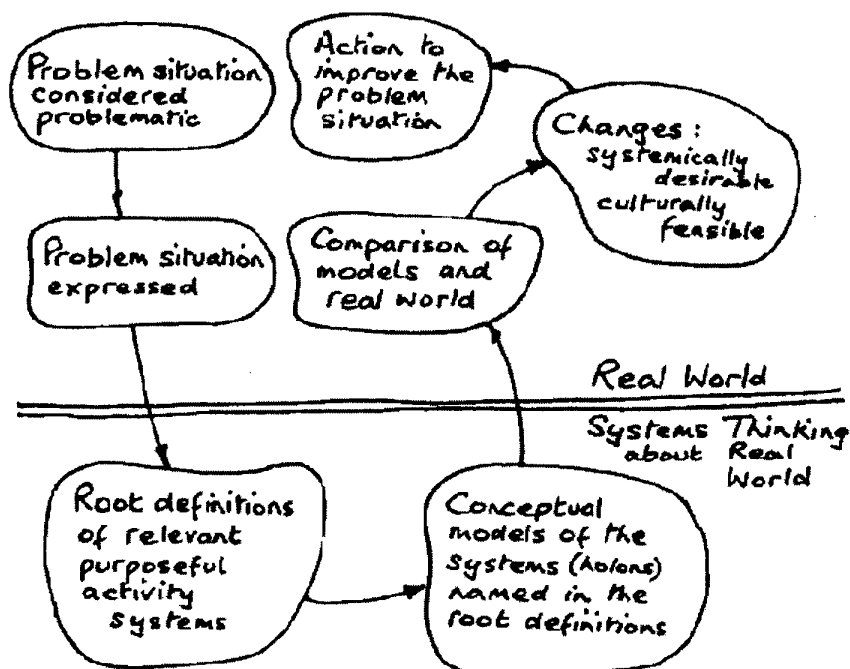 Problem situation
considered
problematic
Problem situation
expressed
Root definitions
of relevant
purposeful
activity
systems
Conceptual
models of the
systems (holons)
named in the
root definitions
Comparison of
models and
real world
Changes:
systemically
desirable
culturally
feasible
Action to
improve the
problem
situation
Real World
Systems Thinking
about Real
World